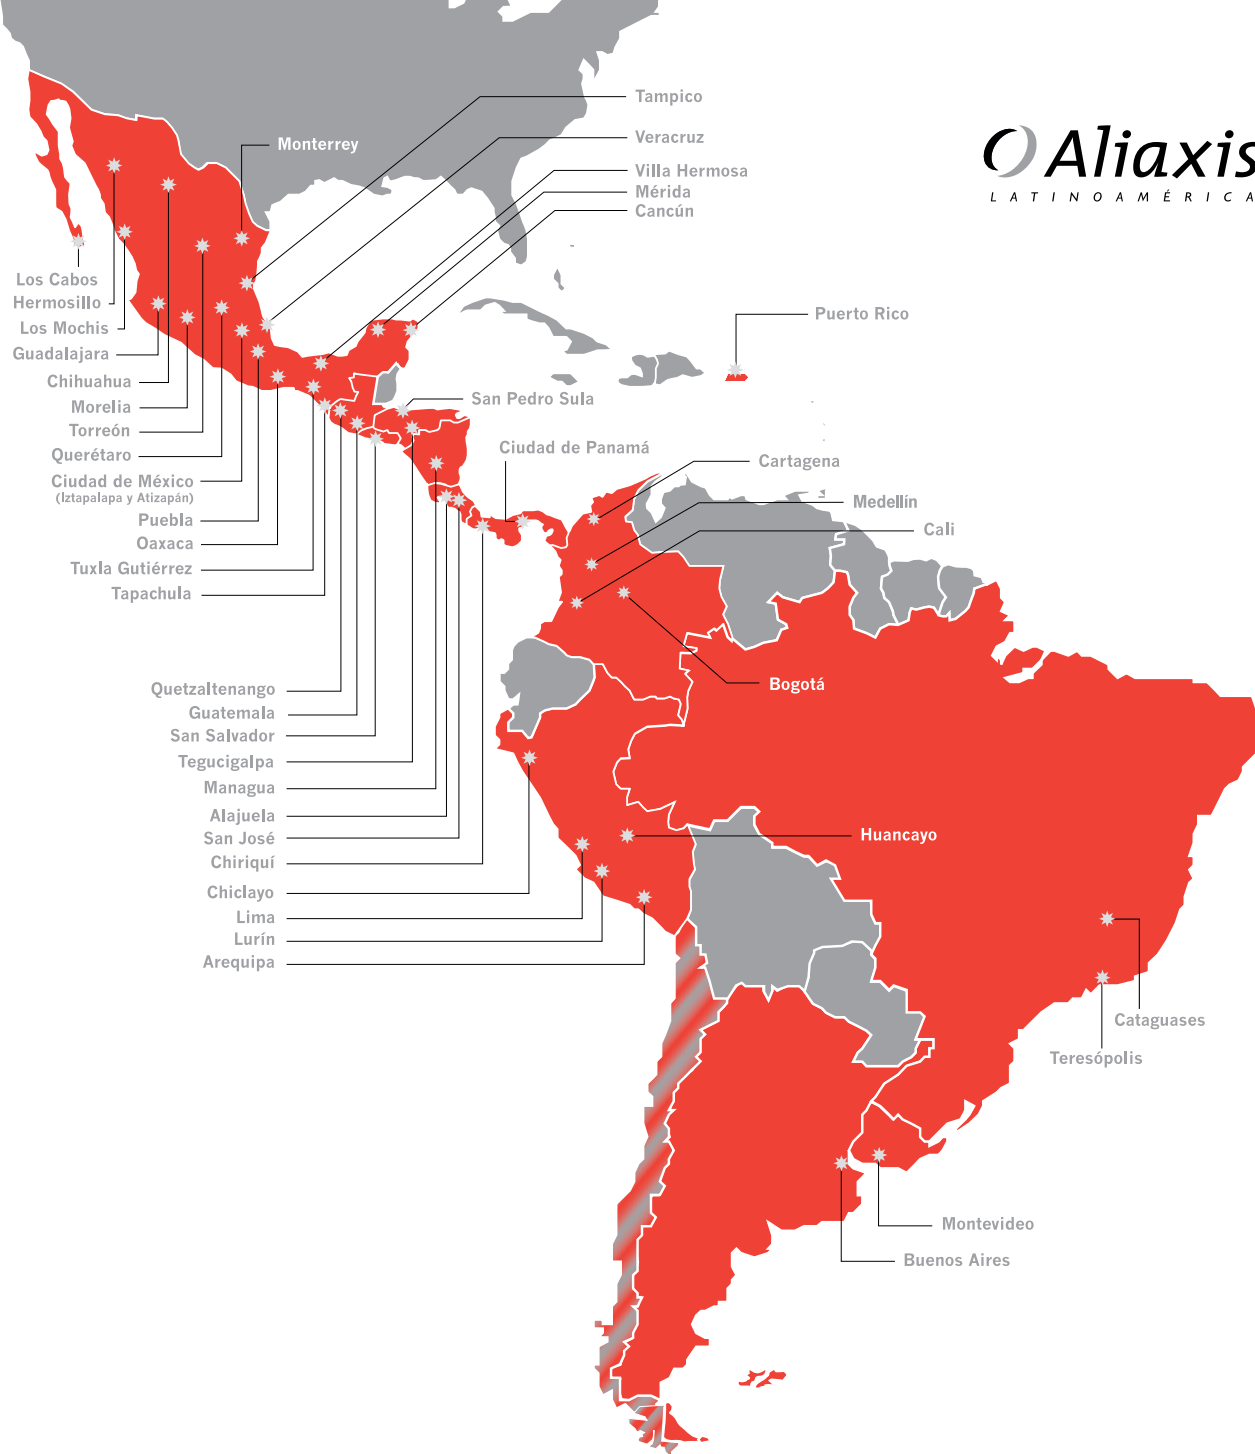 Tampico
Veracruz
Monterrey
Villa Hermosa
Mérida
Cancún
Aliaxis
LATINOAMÉRICA
Los Cabos
Hermosillo
Los Mochis
Guadalajara
Chihuahua
Morelia
Torreón
Querétaro
Ciudad de México
(Iztapalapa y Atizapán)
Puebla
Oaxaca
Tuxla Gutiérrez
Tapachula
Puerto Rico
San Pedro Sula
Ciudad de Panamá
Cartagena
Medellín
Cali
Bogotá
Quetzaltenango
Guatemala
San Salvador
Tegucigalpa
Managua
Alajuela
San José
Chiriquí
Chiclayo
Lima
Lurín
Arequipa
Huancayo
Cataguases
Teresópolis
Montevideo
Buenos Aires